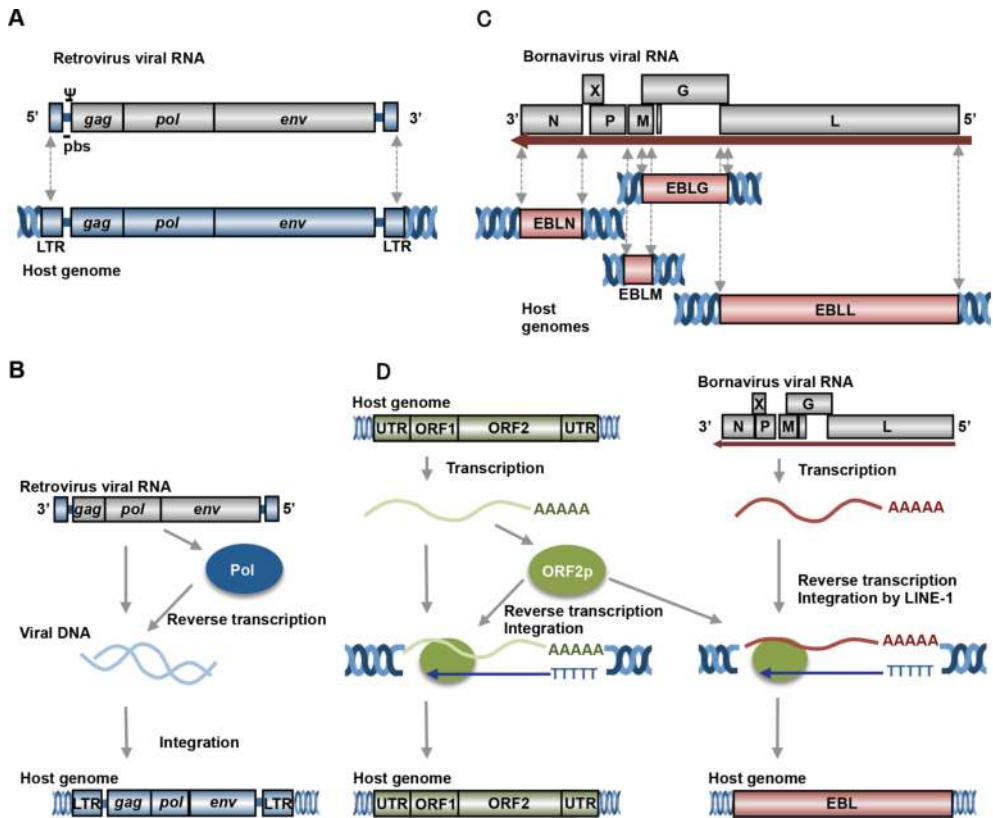 A
Retrovirus viral RNA
Ψ
5’ gag pol env 3’
pbs
gag pol env
LTR LTR
Host genome
C
Bornavirus viral RNA
X G
3’ N P M L 5’
EBLG
EBLN
EBLM
EBLL
Host
genomes
B
Retrovirus viral RNA
3’ gag pol env 5’
Pol
Reverse transcription
Viral DNA
Integration
Host genome
LTR gag pol env LTR
D
Host genome
UTR ORF1 ORF2 UTR
Transcription
AAAAA
ORF2p
Reverse transcription
Integration
AAAAA
TTTTT
Host genome
UTR ORF1 ORF2 UTR
Bornavirus viral RNA
X G
3’ N P M L 5’
Transcription
AAAAA
Reverse transcription
Integration by LINE-1
AAAAA
TTTTT
Host genome
EBL